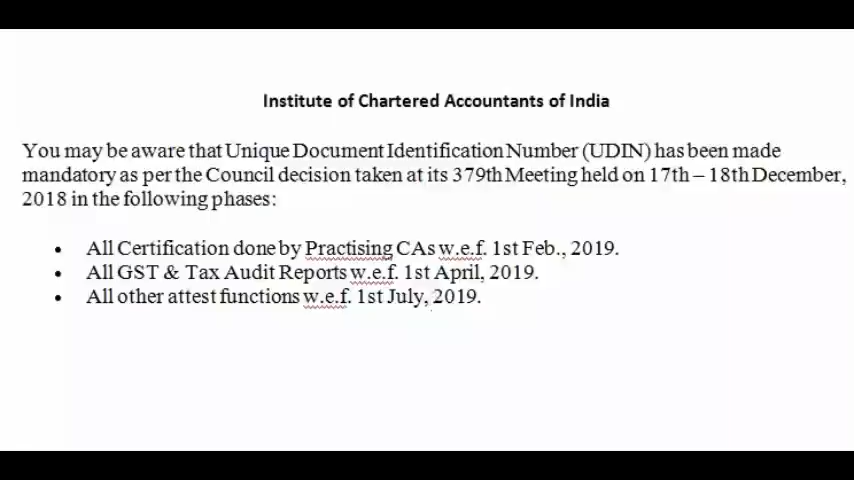 Institute of Chartered Accountants of India
You may be aware that Unique Document Identification Number (UDIN) has been made
mandatory as per the Council decision taken at its 379th Meeting held on 17th – 18th December,
2018 in the following phases:
• All Certification done by Practising CAs w.e.f. 1st Feb., 2019.
• All GST & Tax Audit Reports w.e.f. 1st April, 2019.
• All other attest functions w.e.f. 1st July, 2019.